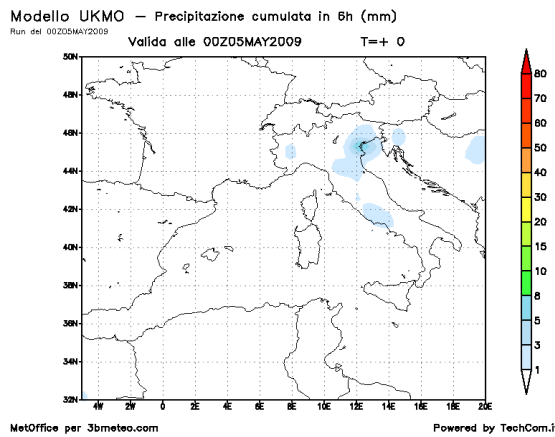 Modello UKMO – Precipitazione cumulata in 6h (mm)
Run del 00Z05MAY2009
Valida alle 00Z05MAY2009 T=+ 0
50N
48N
46N
44N
42N
40N
38N
36N
34N
32N
4W 2W 0 2E 4E 6E 8E 10E 12E 14E 16E 18E 20E
80
70
60
50
40
30
20
15
10
8
5
3
1
MetOffice per 3bmeteo.com Powered by TechCom.i